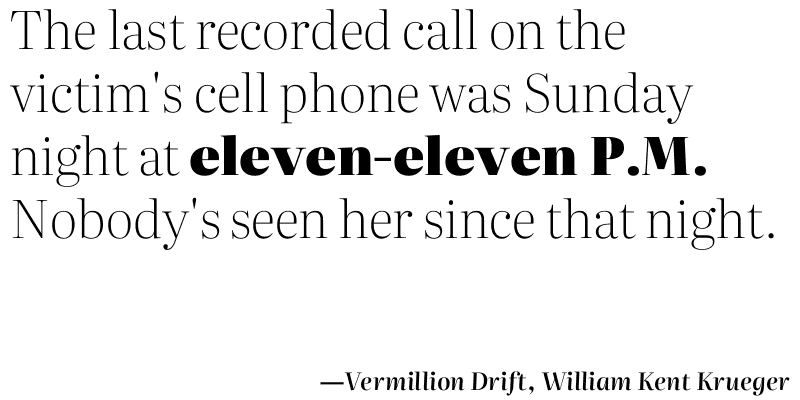 The last recorded call on the
victim's cell phone was Sunday
night at eleven-eleven P.M.
Nobody's seen her since that night.
—Vermillion Drift, William Kent Krueger